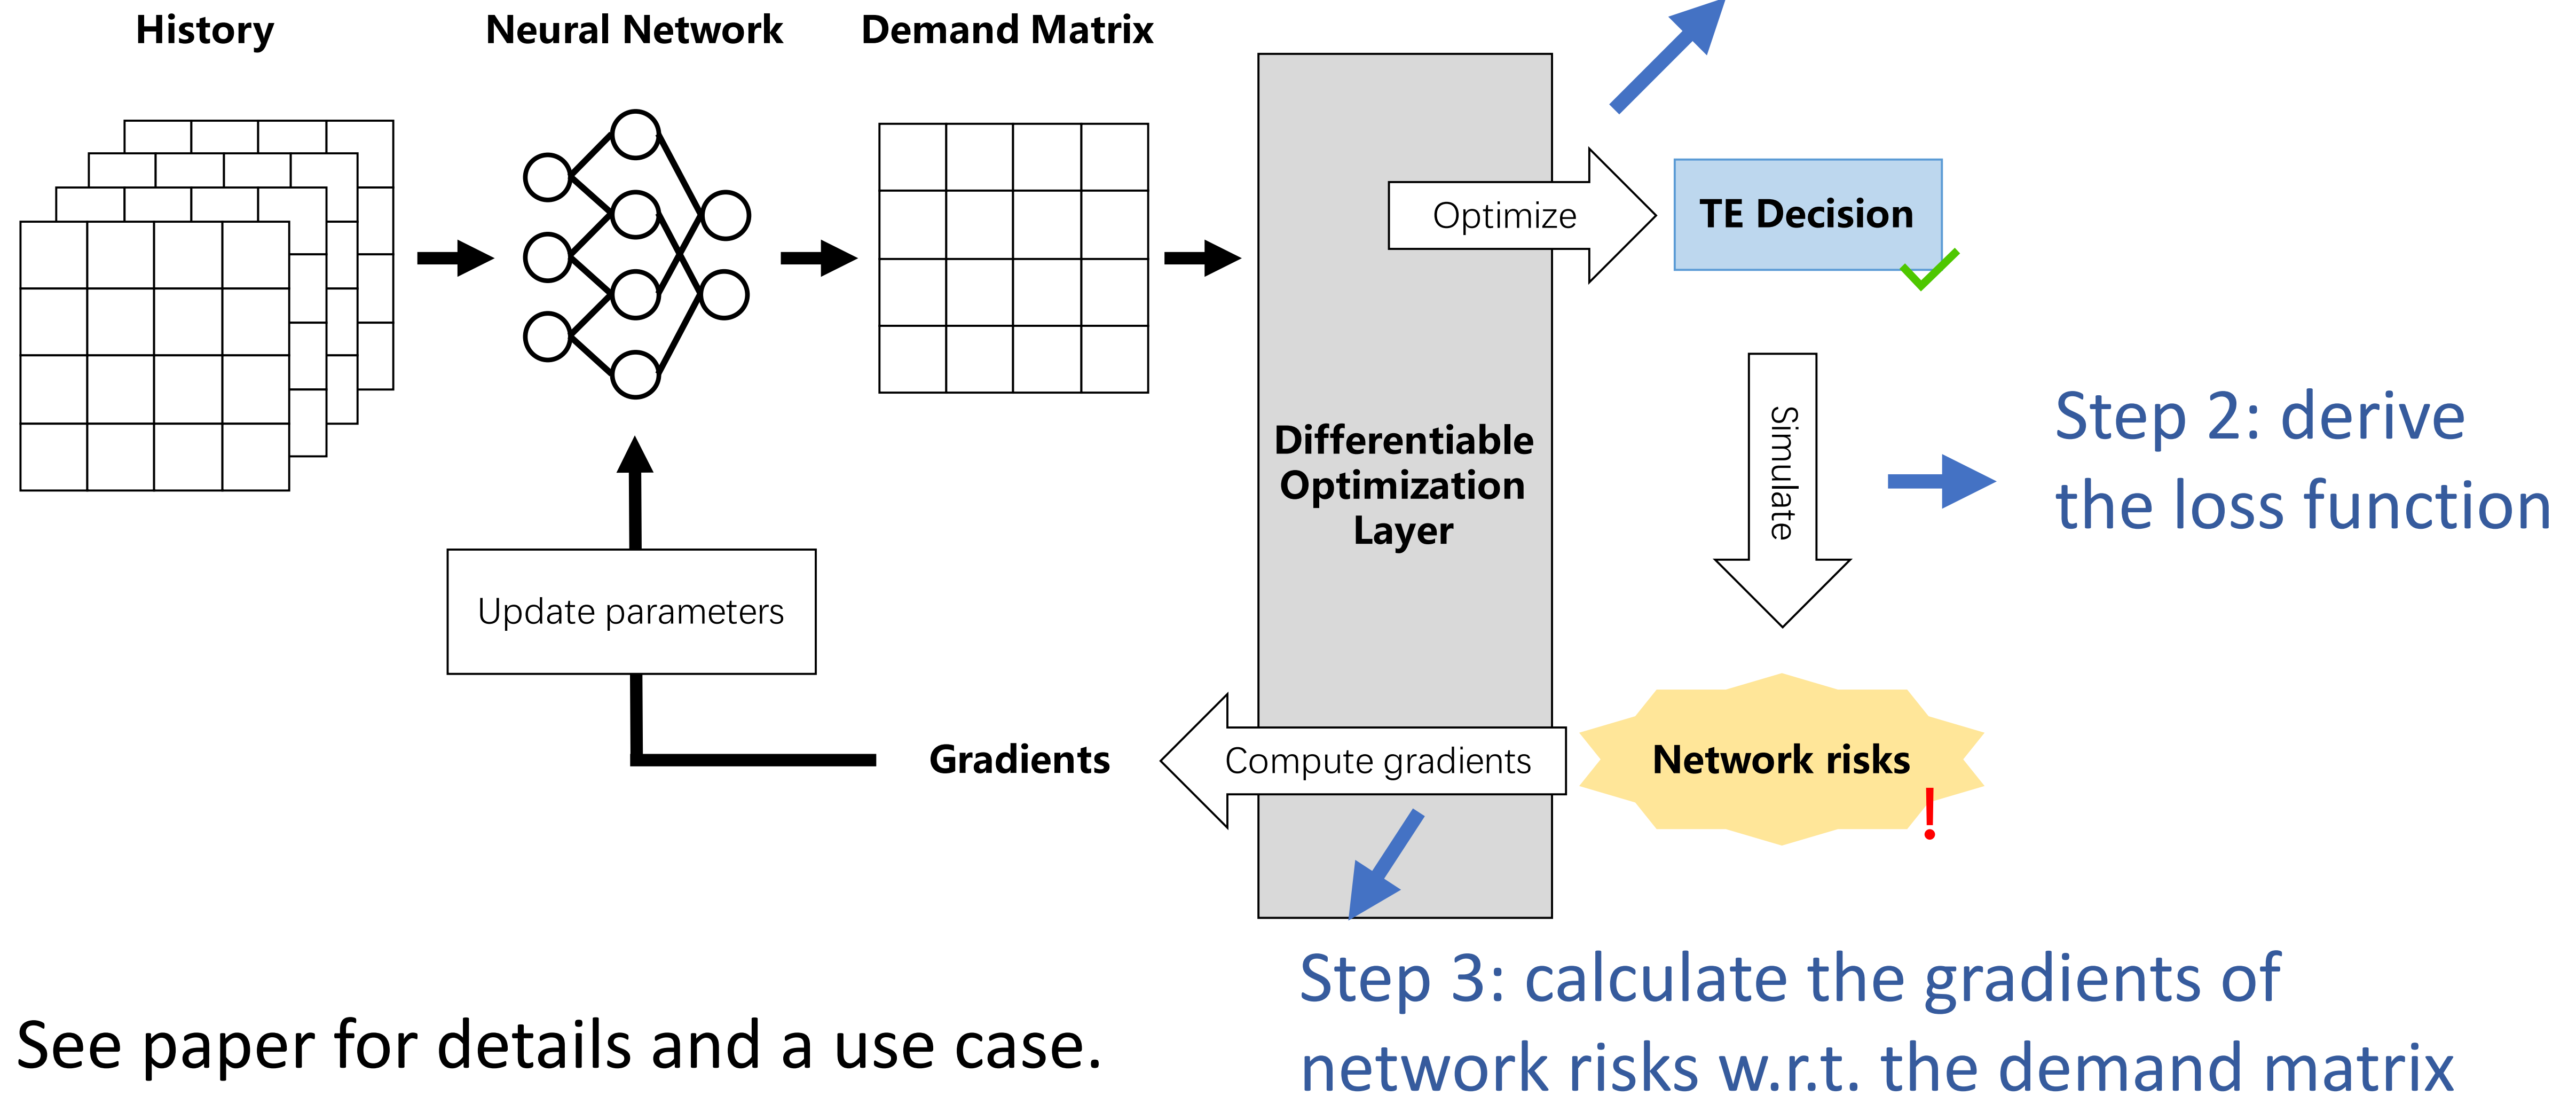 History
Neural Network
Demand Matrix
Optimize
TE Decision
Differentiable
Optimization
Layer
Simulate
Step 2: derive
the loss function
Update parameters
Gradients
Compute gradients
Network risks
!
Step 3: calculate the gradients of
network risks w.r.t. the demand matrix
See paper for details and a use case.